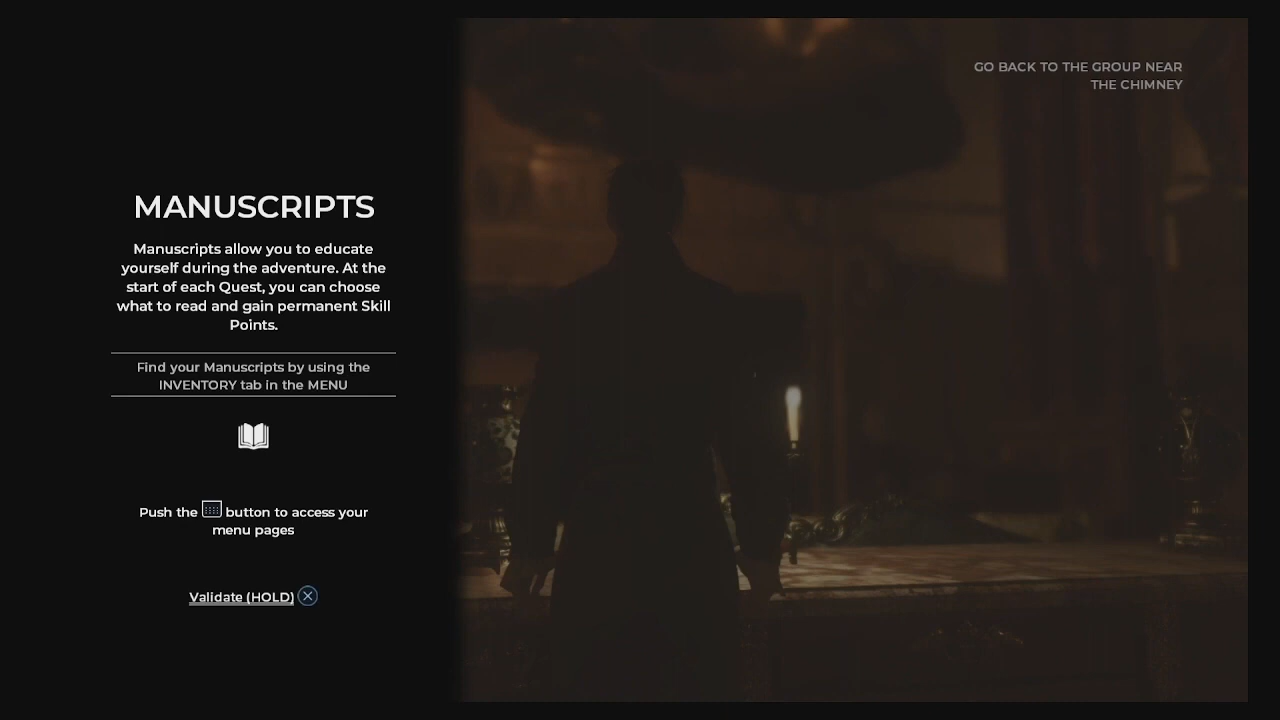 GO BACK TO THE GROUP NEAR
THE CHIMNEY
MANUSCRIPTS
Manuscripts allow you to educate
yourself during the adventure. At the
start of each Quest, you can choose
what to read and gain permanent Skill
Points.
Find your Manuscripts by using the
INVENTORY tab in the MENU
Push the button to access your
menu pages
Validate (HOLD)